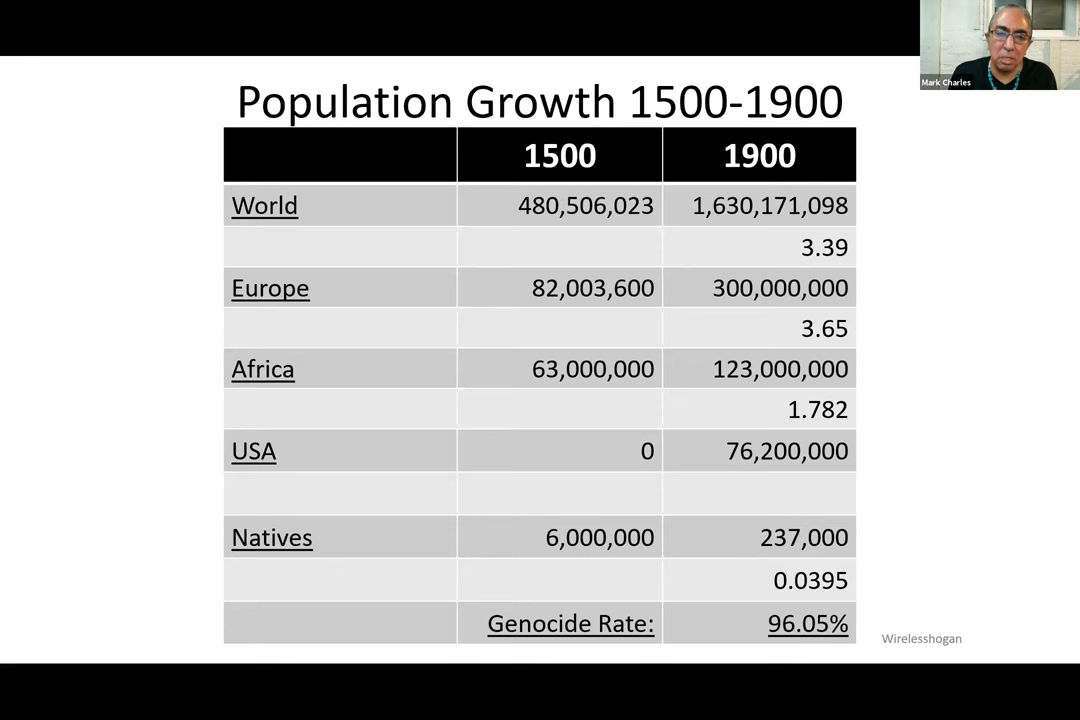 Mark Charles
Population Growth 1500-1900
1500 1900
World 480,506,023 1,630,171,098
3.39
Europe 82,003,600 300,000,000
3.65
Africa 63,000,000 123,000,000
1.782
USA 0 76,200,000
Natives 6,000,000 237,000
0.0395
Genocide Rate: 96.05%
Wirelesshogan